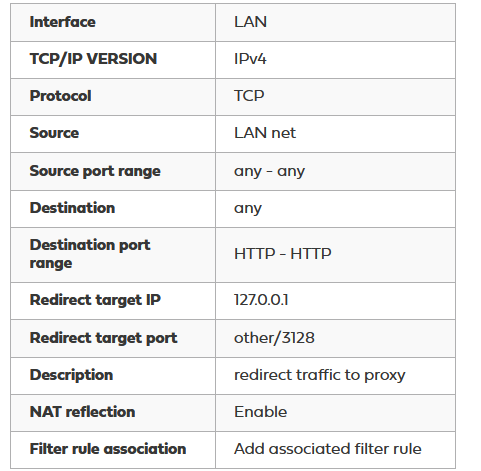 Interface LAN
TCP/IP VERSION IPv4
Protocol TCP
Source LAN net
Source port range any - any
Destination any
Destination port
range HTTP - HTTP
Redirect target IP 127.0.0.1
Redirect target port other/3128
Description redirect traffic to proxy
NAT reflection Enable
Filter rule association Add associated filter rule